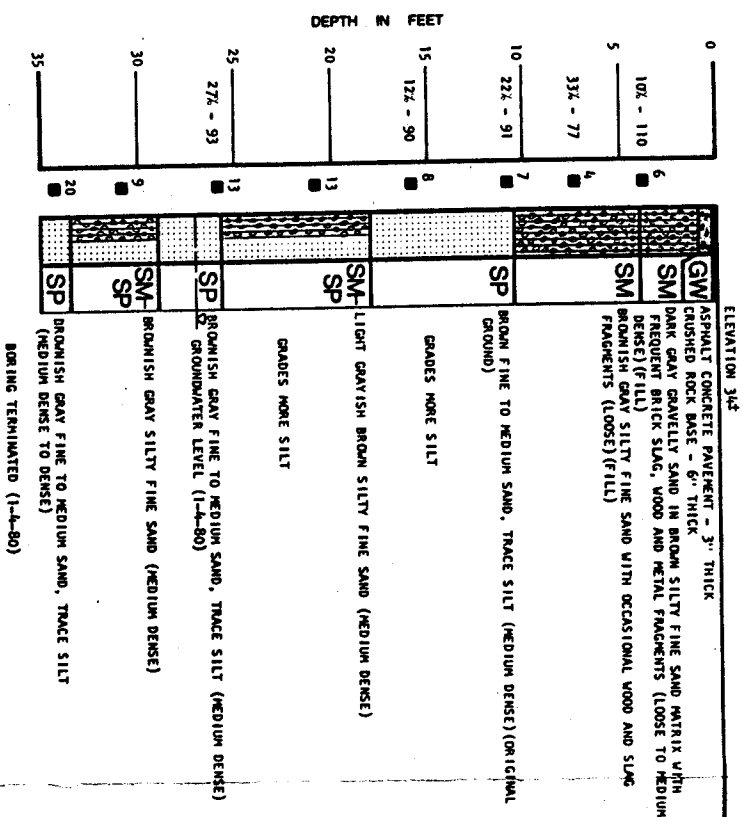 ELEVATION 34±
DEPTH IN FEET
0
5
10
15
20
25
30
35
10% - 110
33% - 77
22% - 91
12% - 90
27% - 93
6
4
7
8
13
13
9
20
GW
SM
SM
SP
SM-
SP
SP
SM-
SP
SP
ASPHALT CONCRETE PAVEMENT - 3" THICK
CRUSHED ROCK BASE - 6" THICK
DARK GRAY GRAVELLY SAND IN BROWN SILTY FINE SAND MATRIX WITH
FREQUENT BRICK SLAG, WOOD AND METAL FRAGMENTS (LOOSE TO MEDIUM
DENSE)(FILL)
BROWNISH GRAY SILTY FINE SAND WITH OCCASIONAL WOOD AND SLAG
FRAGMENTS (LOOSE)(FILL)
BROWN FINE TO MEDIUM SAND, TRACE SILT (MEDIUM DENSE)(ORIGINAL
GROUND)
GRADES MORE SILT
LIGHT GRAYISH BROWN SILTY FINE SAND (MEDIUM DENSE)
GRADES MORE SILT
BROWNISH GRAY FINE TO MEDIUM SAND, TRACE SILT (MEDIUM DENSE)
GROUNDWATER LEVEL (1-4-80)
BROWNISH GRAY SILTY FINE SAND (MEDIUM DENSE)
BROWNISH GRAY FINE TO MEDIUM SAND, TRACE SILT
(MEDIUM DENSE TO DENSE)
BORING TERMINATED (1-4-80)